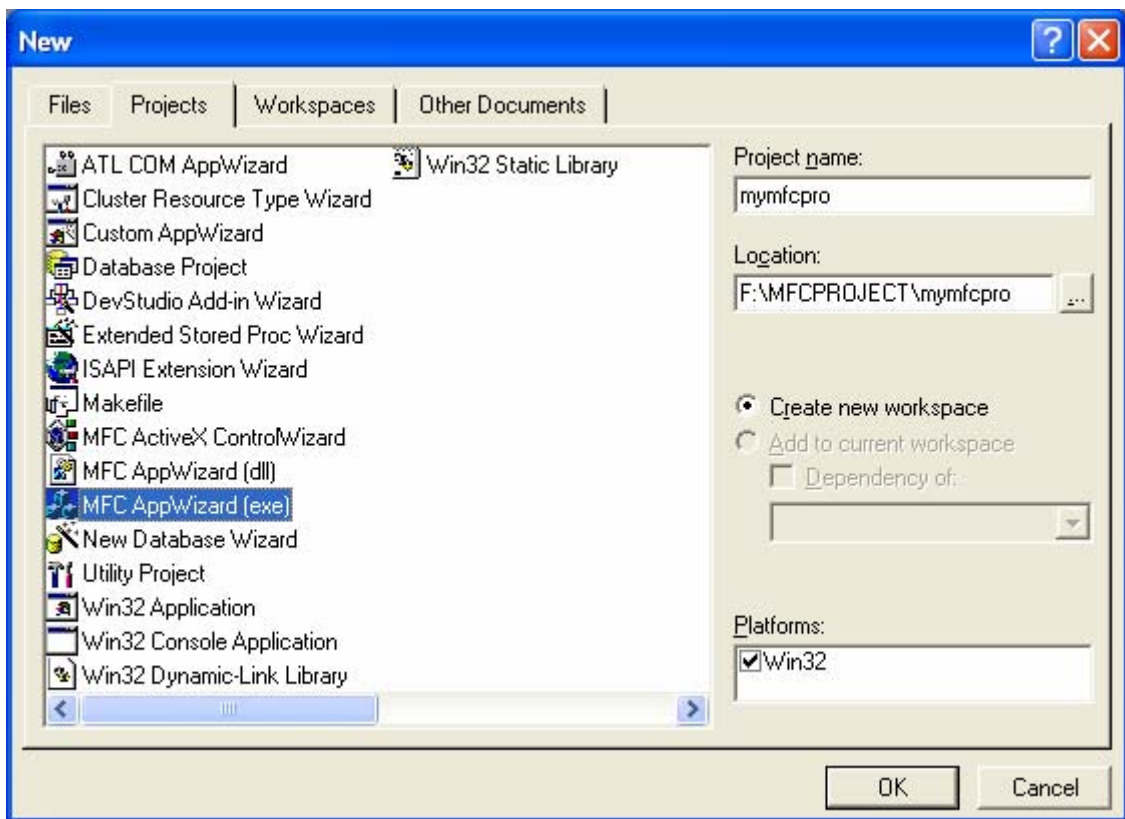 New
Files Projects Workspaces Other Documents
ATL COM AppWizard
Cluster Resource Type Wizard
Custom AppWizard
Database Project
DevStudio Add-in Wizard
Extended Stored Proc Wizard
ISAPI Extension Wizard
Makefile
MFC ActiveX ControlWizard
MFC AppWizard (dll)
MFC AppWizard (exe)
New Database Wizard
Utility Project
Win32 Application
Win32 Console Application
Win32 Dynamic-Link Library
Win32 Static Library
Project name:
mymfcpro
Location:
F:\MFCPROJECT\mymfcpro
...
Create new workspace
Add to current workspace
Dependency of:
Platforms:
Win32
OK Cancel